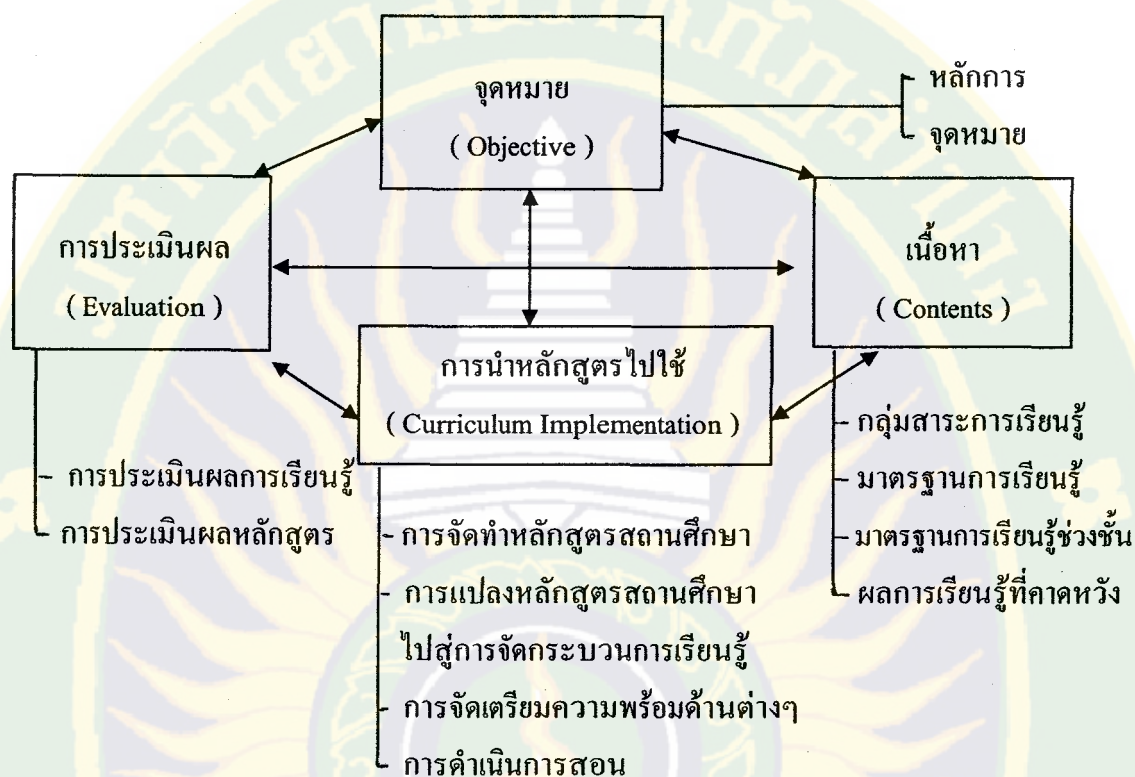 จุดหมาย
( Objective )
หลักการ
จุดหมาย
การประเมินผล
( Evaluation )
เนื้อหา
( Contents )
การนำหลักสูตรไปใช้
( Curriculum Implementation )
- การประเมินผลการเรียนรู้
- การประเมินผลหลักสูตร
- กลุ่มสาระการเรียนรู้
- มาตรฐานการเรียนรู้
- มาตรฐานการเรียนรู้ช่วงชั้น
- ผลการเรียนรู้ที่คาดหวัง
- การจัดทำหลักสูตรสถานศึกษา
- การแปลงหลักสูตรสถานศึกษา
ไปสู่การจัดกระบวนการเรียนรู้
- การจัดเตรียมความพร้อมด้านต่างๆ
- การดำเนินการสอน